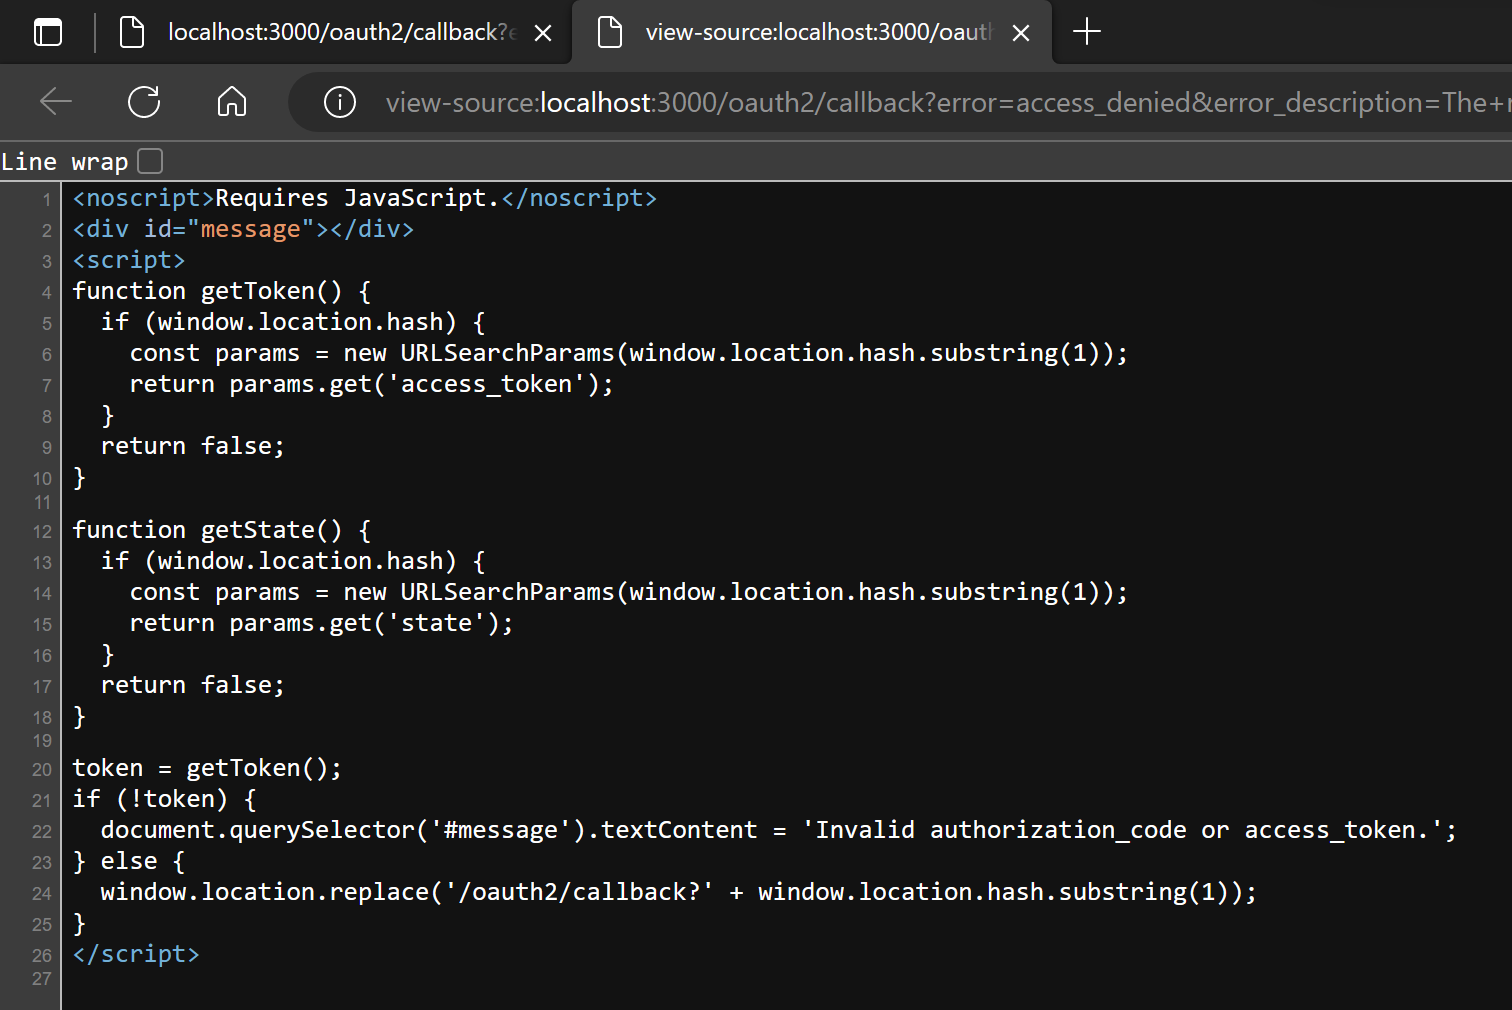 localhost:3000/oauth2/callback?
view-source:localhost:3000/oaut
view-source:localhost:3000/oauth2/callback?error=access_denied&error_description=The+
Line wrap
1 <noscript>Requires JavaScript.</noscript>
2 <div id="message"></div>
3 <script>
4 function getToken() {
5   if (window.location.hash) {
6     const params = new URLSearchParams(window.location.hash.substring(1));
7     return params.get('access_token');
8   }
9   return false;
10 }
11
12 function getState() {
13   if (window.location.hash) {
14     const params = new URLSearchParams(window.location.hash.substring(1));
15     return params.get('state');
16   }
17   return false;
18 }
19
20 token = getToken();
21 if (!token) {
22   document.querySelector('#message').textContent = 'Invalid authorization_code or access_token.';
23 } else {
24   window.location.replace('/oauth2/callback?' + window.location.hash.substring(1));
25 }
26 </script>
27